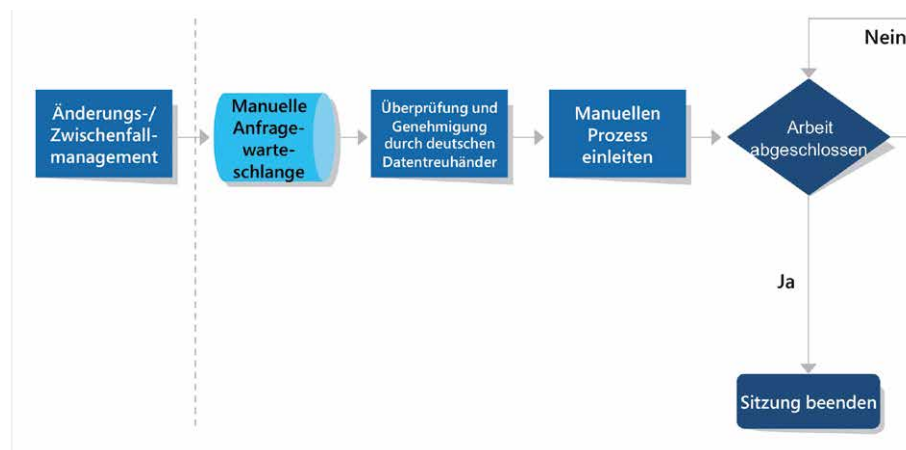 Nein
Änderungs-/
Zwischenfall-
management
Manuelle
Anfrage-
warte-
schlange
Überprüfung und
Genehmigung
durch deutschen
Datentreuhänder
Manuellen
Prozess
einleiten
Arbeit
abgeschlossen
Ja
Sitzung beenden